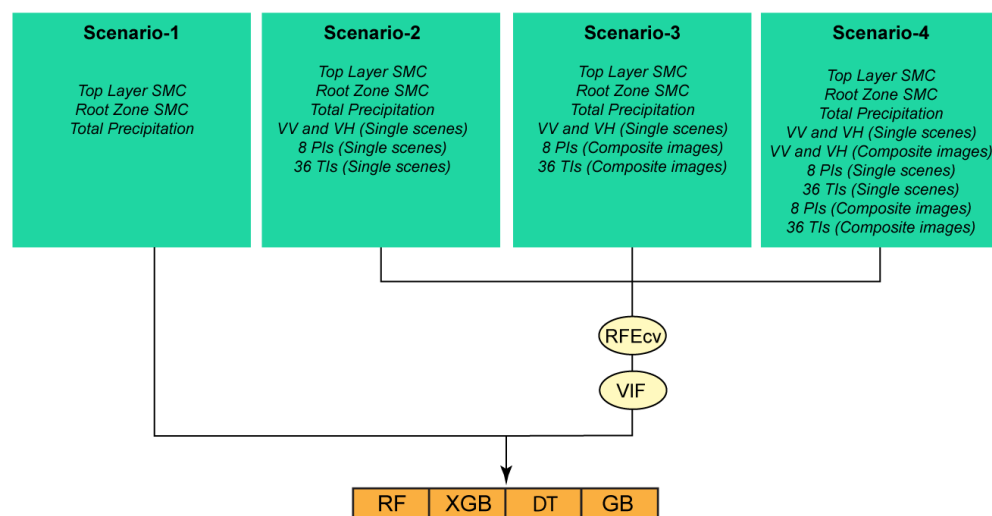 Scenario-1
Top Layer SMC
Root Zone SMC
Total Precipitation
Scenario-2
Top Layer SMC
Root Zone SMC
Total Precipitation
VV and VH (Single scenes)
8 PIs (Single scenes)
36 TIs (Single scenes)
Scenario-3
Top Layer SMC
Root Zone SMC
Total Precipitation
VV and VH (Single scenes)
8 PIs (Composite images)
36 TIs (Composite images)
Scenario-4
Top Layer SMC
Root Zone SMC
Total Precipitation
VV and VH (Single scenes)
VV and VH (Composite images)
8 PIs (Single scenes)
36 TIs (Single scenes)
8 PIs (Composite images)
36 TIs (Composite images)
RFEcv
VIF
RF XGB DT GB